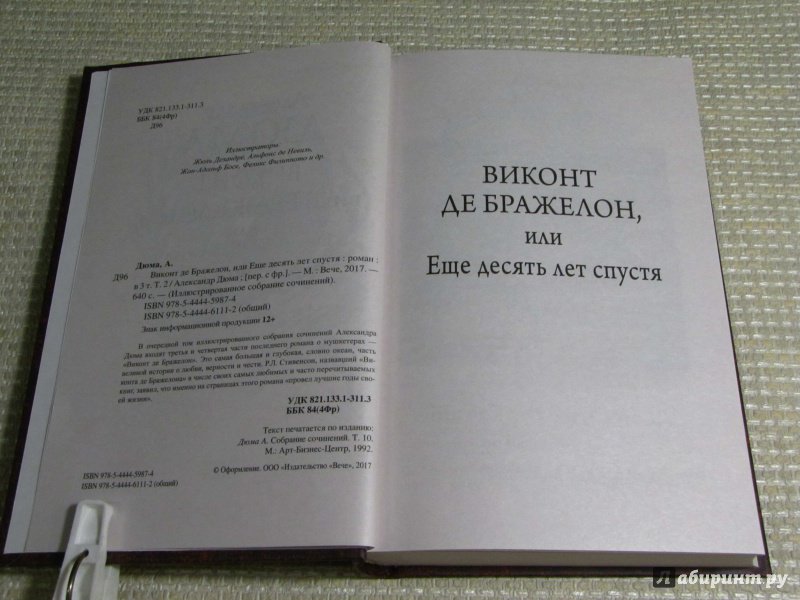 УДК 821.133.1-311.3
ББК 84(4Фр)
Д96
Иллюстраторы
Жюль Дезандре, Альфонс де Невиль,
Жан-Адольф Босе, Феликс Филиппото и др.
Дюма, А.
Д96 Виконт де Бражелон, или Еще десять лет спустя : роман :
в 3 т. Т. 2 / Александр Дюма ; [пер. с фр.]. — М. : Вече, 2017. —
640 с. — (Иллюстрированное собрание сочинений).
ISBN 978-5-4444-5987-4
ISBN 978-5-4444-6111-2 (общий)
Знак информационной продукции 12+
В очередной том иллюстрированного собрания сочинений Александра
Дюма входят третья и четвертая части последнего романа о мушкетерах —
«Виконт де Бражелон». Это самая большая и глубокая, словно океан, часть
великой истории о любви, верности и чести. Р.Л. Стивенсон, назвавший «Ви-
конта де Бражелона» в числе своих самых любимых и часто перечитываемых
книг, заявил, что именно на страницах этого романа «провел лучшие годы сво-
ей жизни».
УДК 821.133.1-311.3
ББК 84(4Фр)
Текст печатается по изданию:
Дюма А. Собрание сочинений. Т. 10.
М.: Арт-Бизнес-Центр, 1992.
ISBN 978-5-4444-5987-4
ISBN 978-5-4444-6111-2 (общий)
© Оформление. ООО «Издательство «Вече», 2017
ВИКОНТ
ДЕ БРАЖЕЛОН,
или
Еще десять лет спустя
Лабиринт.ру